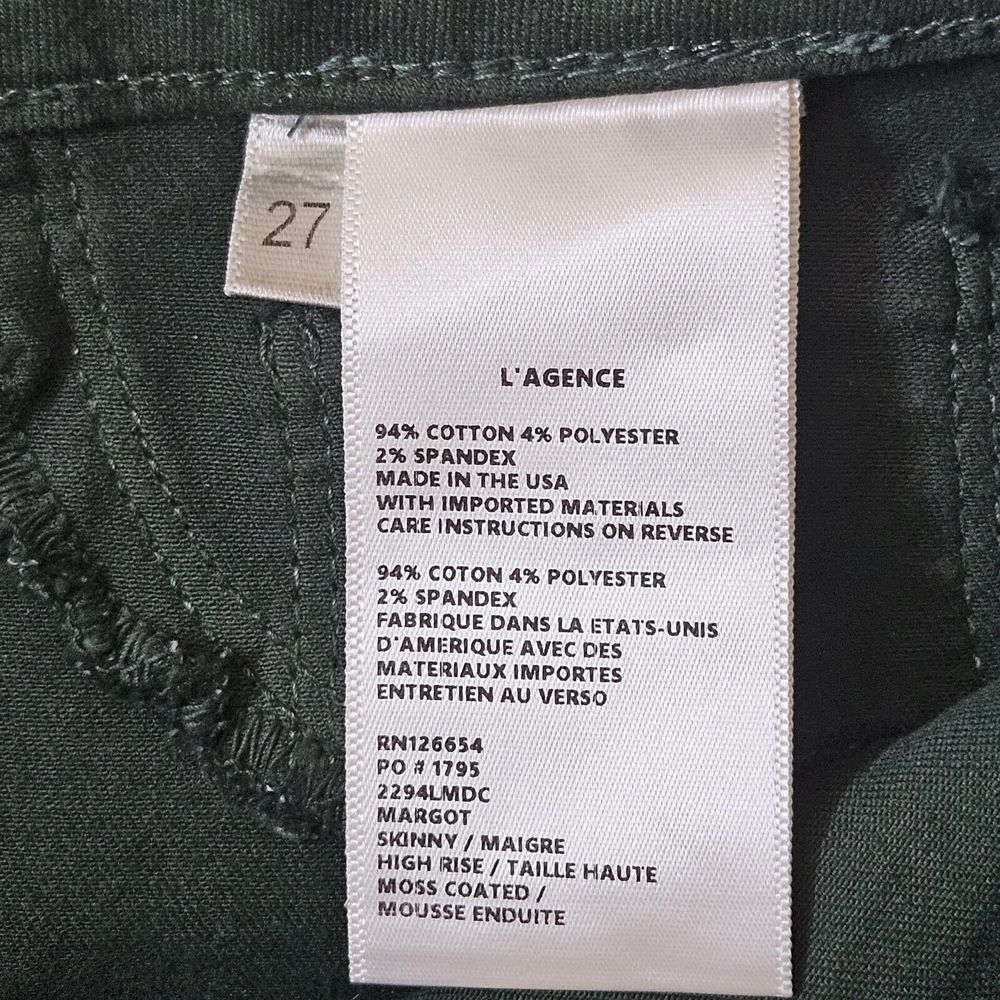 27
L'AGENCE
94% COTTON 4% POLYESTER
2% SPANDEX
MADE IN THE USA
WITH IMPORTED MATERIALS
CARE INSTRUCTIONS ON REVERSE
94% COTON 4% POLYESTER
2% SPANDEX
FABRIQUE DANS LA ETATS-UNIS
D'AMERIQUE AVEC DES
MATERIAUX IMPORTES
ENTRETIEN AU VERSO
RN126654
PO # 1795
2294LMDC
MARGOT
SKINNY / MAIGRE
HIGH RISE / TAILLE HAUTE
MOSS COATED /
MOUSSE ENDUITE